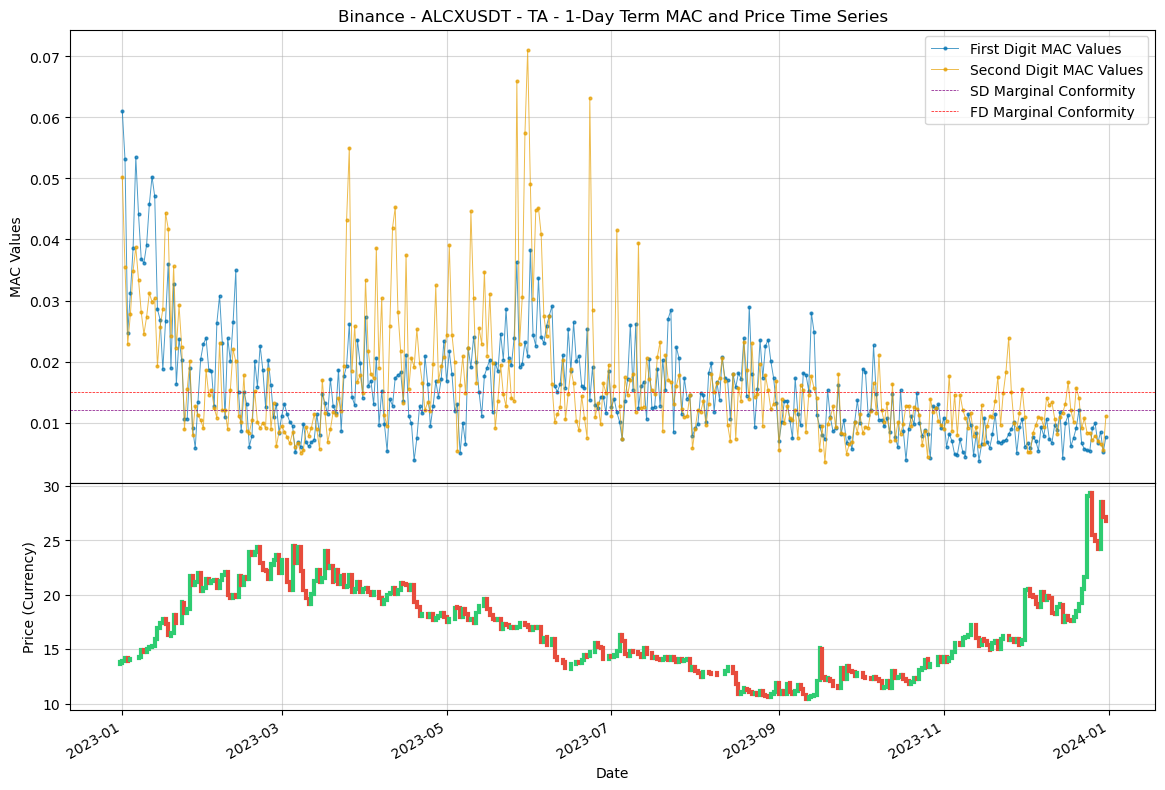 Binance - ALCXUSDT - TA - 1-Day Term MAC and Price Time Series
First Digit MAC Values
Second Digit MAC Values
SD Marginal Conformity
FD Marginal Conformity
MAC Values
0.07
0.06
0.05
0.04
0.03
0.02
0.01
Price (Currency)
30
25
20
15
10
2023-01
2023-03
2023-05
2023-07
2023-09
2023-11
2024-01
Date